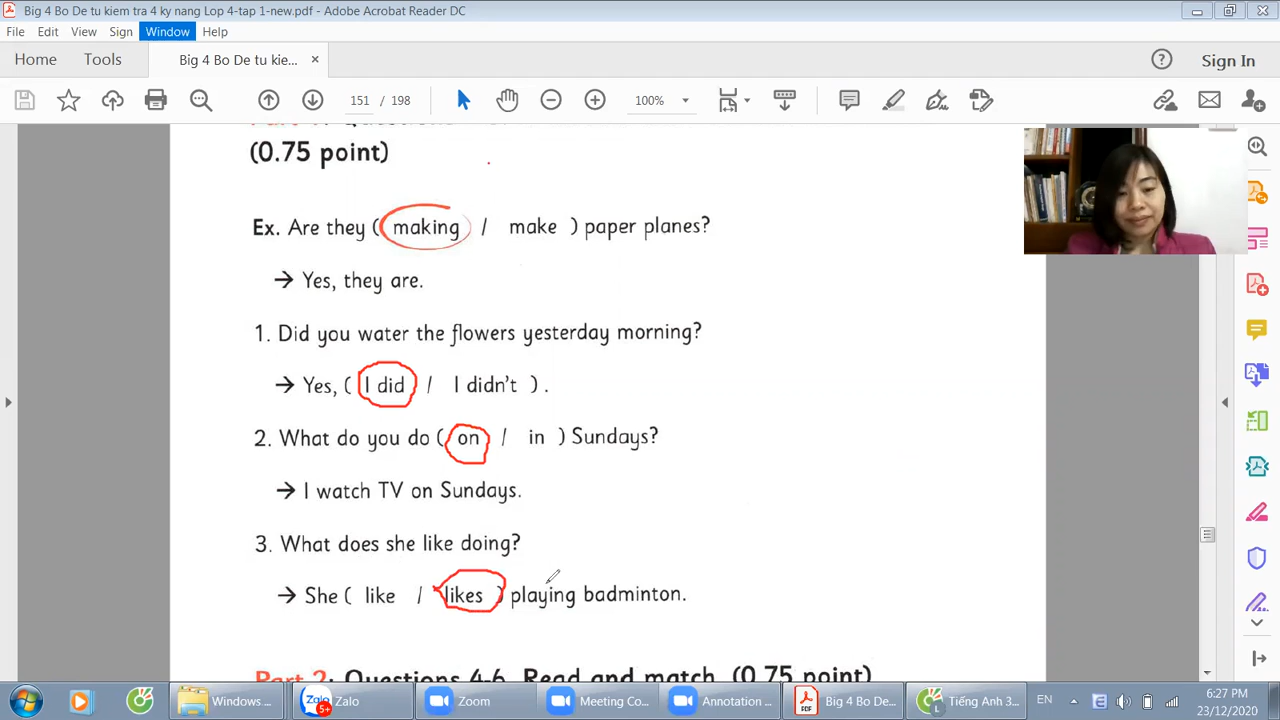 Big 4 Bo De tu kiem tra 4 ky nang Lop 4-tap 1-new.pdf - Adobe Acrobat Reader DC
File Edit View Sign Window Help
Home Tools Big 4 Bo De tu kiem... × Sign In
151 / 198 100%
(0.75 point)
Ex. Are they ( making / make ) paper planes?
→ Yes, they are.
1. Did you water the flowers yesterday morning?
→ Yes, ( I did / I didn't ) .
2. What do you do ( on / in ) Sundays?
→ I watch TV on Sundays.
3. What does she like doing?
→ She ( like / likes ) playing badminton.
Part 2: Questions 4-6. Read and match. (0.75 point)
Windows... Zalo Zoom Meeting Co... Annotation ... Big 4 Bo De... Tiếng Anh 3... EN 6:27 PM
23/12/2020